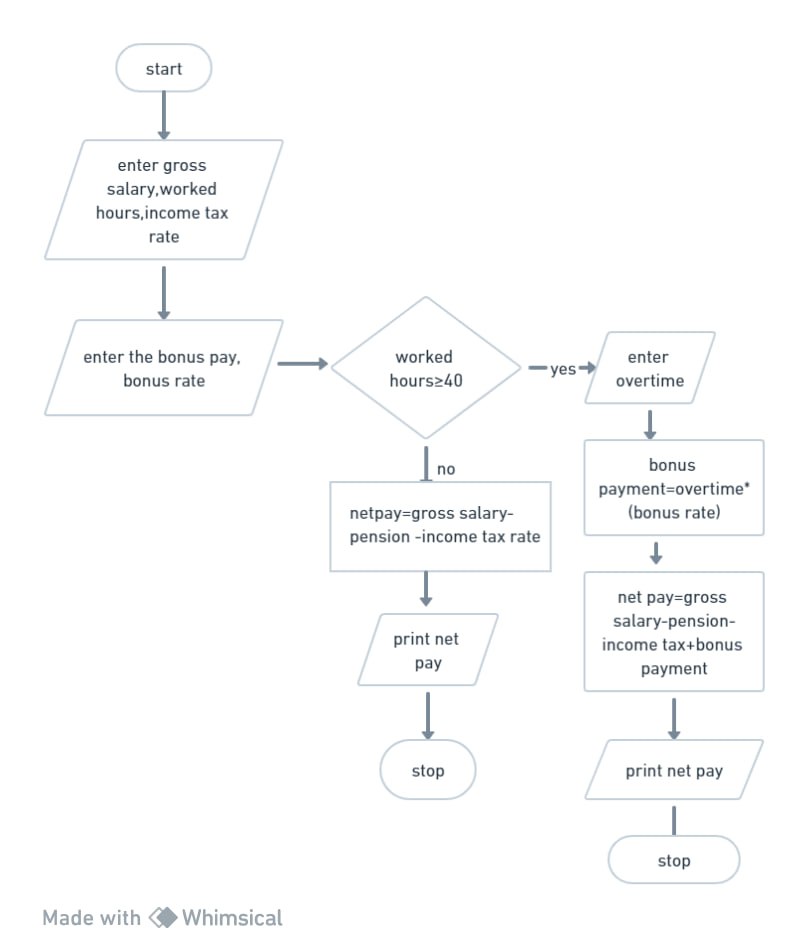 start
enter gross
salary,worked
hours,income tax
rate
enter the bonus pay,
bonus rate
worked
hours≥40
yes
enter
overtime
bonus
payment=overtime*
(bonus rate)
net pay=gross
salary-pension-
income tax+bonus
payment
print net pay
stop
no
netpay=gross salary-
pension -income tax rate
print net
pay
stop
Made with Whimsical